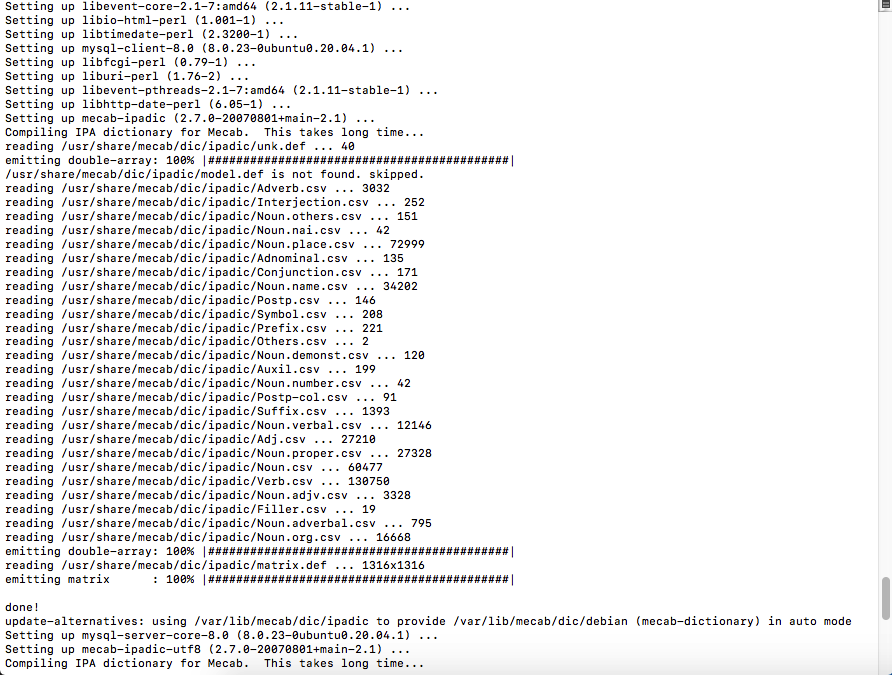 Setting up libevent-core-2.1-7:amd64 (2.1.11-stable-1) ...
Setting up libio-html-perl (1.001-1) ...
Setting up libtimedate-perl (2.3200-1) ...
Setting up mysql-client-8.0 (8.0.23-0ubuntu0.20.04.1) ...
Setting up libfcgi-perl (0.79-1) ...
Setting up liburi-perl (1.76-2) ...
Setting up libevent-pthreads-2.1-7:amd64 (2.1.11-stable-1) ...
Setting up libhttp-date-perl (6.05-1) ...
Setting up mecab-ipadic (2.7.0-20070801+main-2.1) ...
Compiling IPA dictionary for Mecab.  This takes long time...
reading /usr/share/mecab/dic/ipadic/unk.def ... 40
emitting double-array: 100% |###########################################|
/usr/share/mecab/dic/ipadic/model.def is not found. skipped.
reading /usr/share/mecab/dic/ipadic/Adverb.csv ... 3032
reading /usr/share/mecab/dic/ipadic/Interjection.csv ... 252
reading /usr/share/mecab/dic/ipadic/Noun.others.csv ... 151
reading /usr/share/mecab/dic/ipadic/Noun.nai.csv ... 42
reading /usr/share/mecab/dic/ipadic/Noun.place.csv ... 72999
reading /usr/share/mecab/dic/ipadic/Adnominal.csv ... 135
reading /usr/share/mecab/dic/ipadic/Conjunction.csv ... 171
reading /usr/share/mecab/dic/ipadic/Noun.name.csv ... 34202
reading /usr/share/mecab/dic/ipadic/Postp.csv ... 146
reading /usr/share/mecab/dic/ipadic/Symbol.csv ... 208
reading /usr/share/mecab/dic/ipadic/Prefix.csv ... 221
reading /usr/share/mecab/dic/ipadic/Others.csv ... 2
reading /usr/share/mecab/dic/ipadic/Noun.demonst.csv ... 120
reading /usr/share/mecab/dic/ipadic/Auxil.csv ... 199
reading /usr/share/mecab/dic/ipadic/Noun.number.csv ... 42
reading /usr/share/mecab/dic/ipadic/Postp-col.csv ... 91
reading /usr/share/mecab/dic/ipadic/Suffix.csv ... 1393
reading /usr/share/mecab/dic/ipadic/Noun.verbal.csv ... 12146
reading /usr/share/mecab/dic/ipadic/Adj.csv ... 27210
reading /usr/share/mecab/dic/ipadic/Noun.proper.csv ... 27328
reading /usr/share/mecab/dic/ipadic/Noun.csv ... 60477
reading /usr/share/mecab/dic/ipadic/Verb.csv ... 130750
reading /usr/share/mecab/dic/ipadic/Noun.adjv.csv ... 3328
reading /usr/share/mecab/dic/ipadic/Filler.csv ... 19
reading /usr/share/mecab/dic/ipadic/Noun.adverbal.csv ... 795
reading /usr/share/mecab/dic/ipadic/Noun.org.csv ... 16668
emitting double-array: 100% |###########################################|
reading /usr/share/mecab/dic/ipadic/matrix.def ... 1316x1316
emitting matrix      : 100% |###########################################|
done!
update-alternatives: using /var/lib/mecab/dic/ipadic to provide /var/lib/mecab/dic/debian (mecab-dictionary) in auto mode
Setting up mysql-server-core-8.0 (8.0.23-0ubuntu0.20.04.1) ...
Setting up mecab-ipadic-utf8 (2.7.0-20070801+main-2.1) ...
Compiling IPA dictionary for Mecab.  This takes long time...